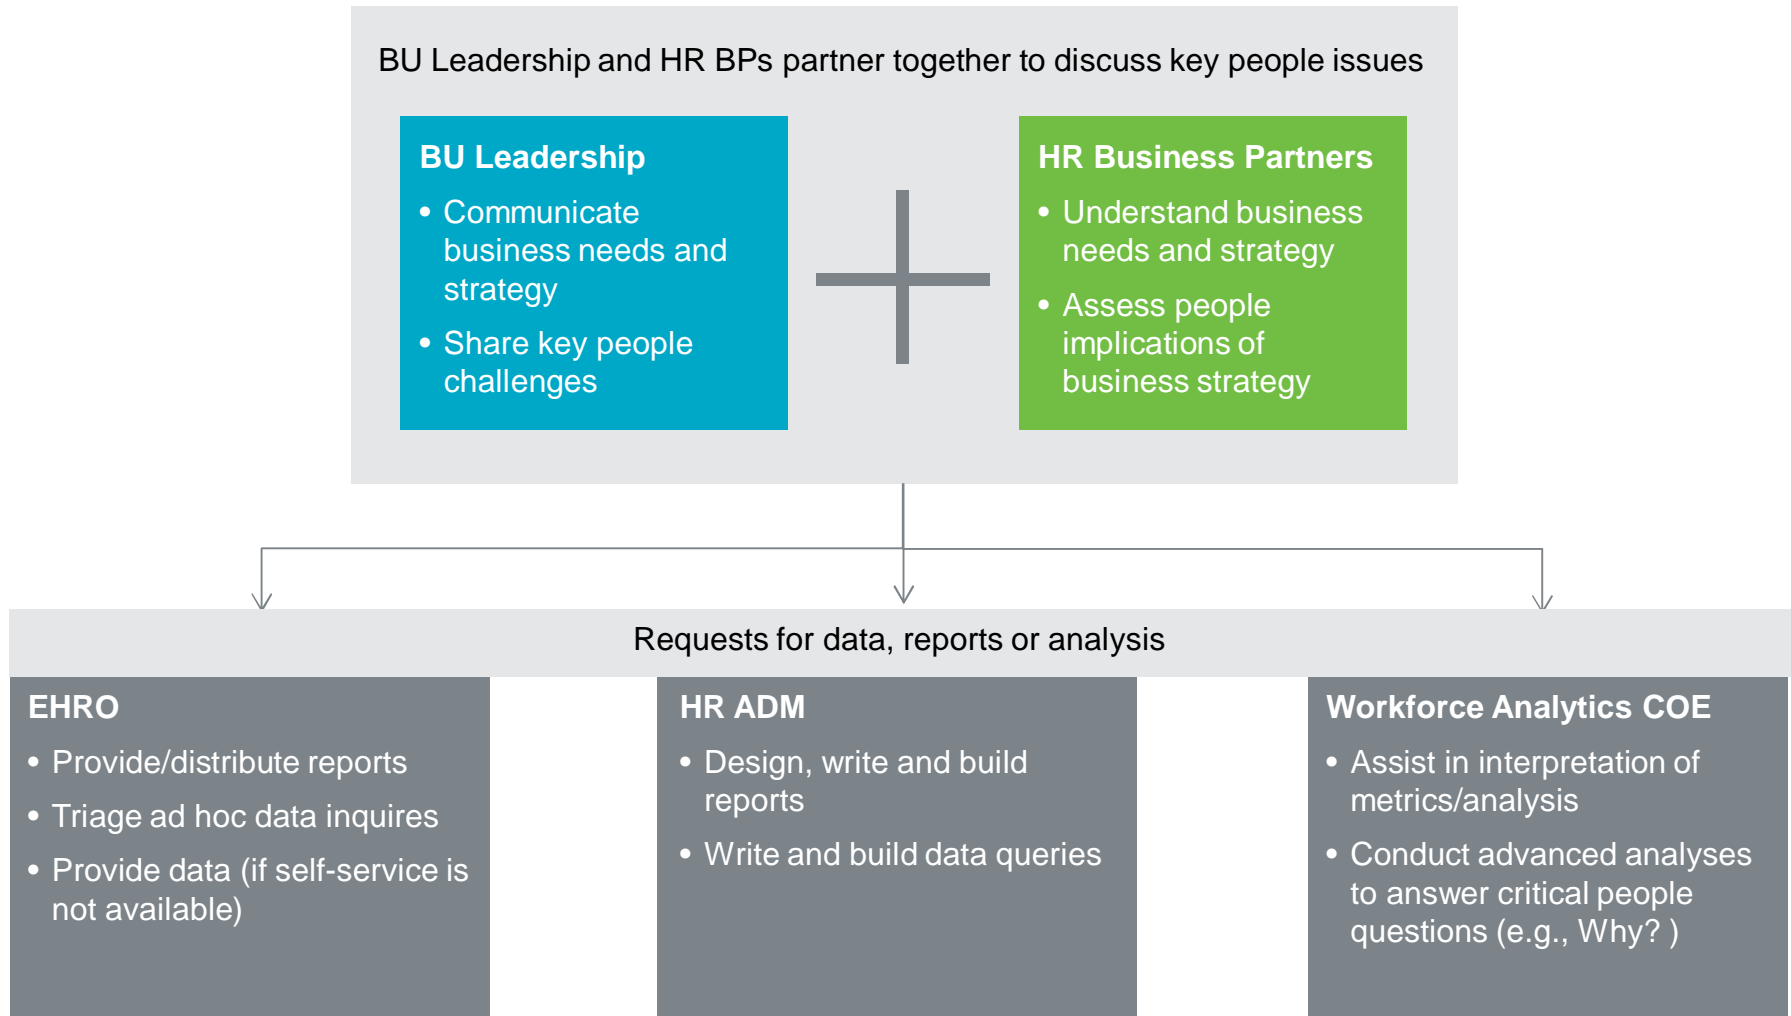 BU Leadership and HR BPs partner together to discuss key people issues
BU Leadership
• Communicate
business needs and
strategy
• Share key people
challenges
HR Business Partners
• Understand business
needs and strategy
• Assess people
implications of
business strategy
Requests for data, reports or analysis
EHRO
• Provide/distribute reports
• Triage ad hoc data inquires
• Provide data (if self-service is
not available)
HR ADM
• Design, write and build
reports
• Write and build data queries
Workforce Analytics COE
• Assist in interpretation of
metrics/analysis
• Conduct advanced analyses
to answer critical people
questions (e.g., Why? )